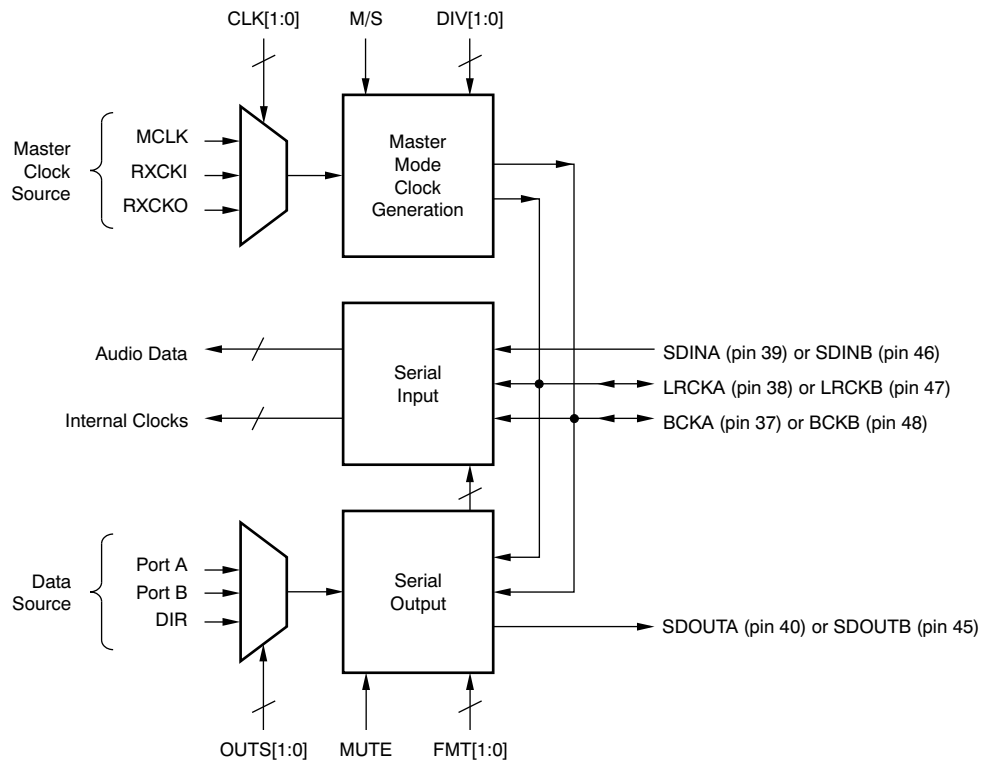 CLK[1:0]
M/S
DIV[1:0]
Master
Clock
Source
MCLK
RXCKI
RXCKO
Master
Mode
Clock
Generation
Audio Data
Internal Clocks
Serial
Input
SDINA (pin 39) or SDINB (pin 46)
LRCKA (pin 38) or LRCKB (pin 47)
BCKA (pin 37) or BCKB (pin 48)
Data
Source
Port A
Port B
DIR
Serial
Output
SDOUTA (pin 40) or SDOUTB (pin 45)
OUTS[1:0]
MUTE
FMT[1:0]